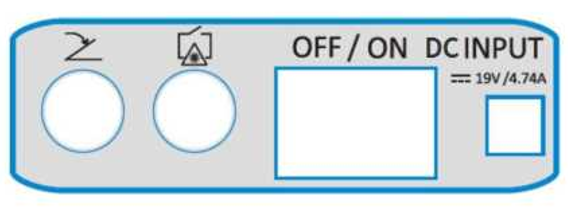 OFF / ON DC INPUT
⎓ 19V /4.74A